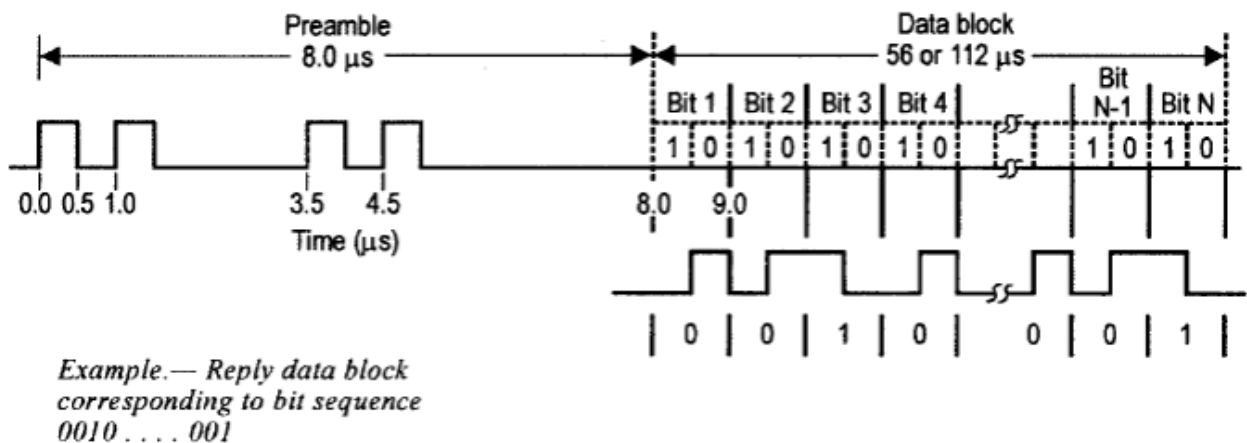 Preamble
8.0 μs
Data block
56 or 112 μs
Bit 1 Bit 2 Bit 3 Bit 4 Bit N-1 Bit N
1 0 1 0 1 0 1 0 1 0 1 0
0.0 0.5 1.0 3.5 4.5 8.0 9.0
Time (μs)
0 0 1 0 0 0 1
Example.— Reply data block
corresponding to bit sequence
0010 . . . . 001